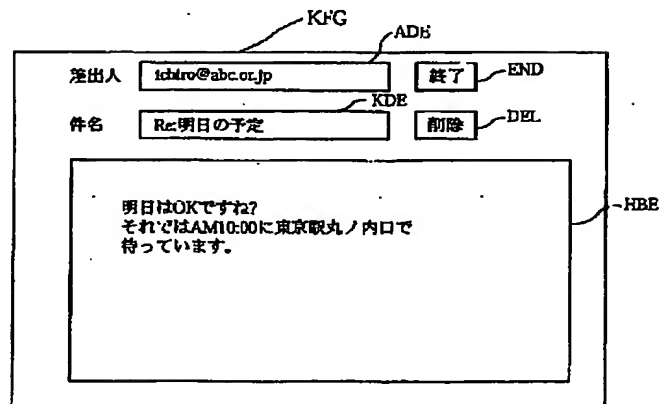 KFG
ADE
差出人 ichiro@abc.or.jp 終了 END
KDE
件名 Re:明日の予定 削除 DEL
明日はOKですね?
それではAM10:00に東京駅丸ノ内口で
待っています。
HBE